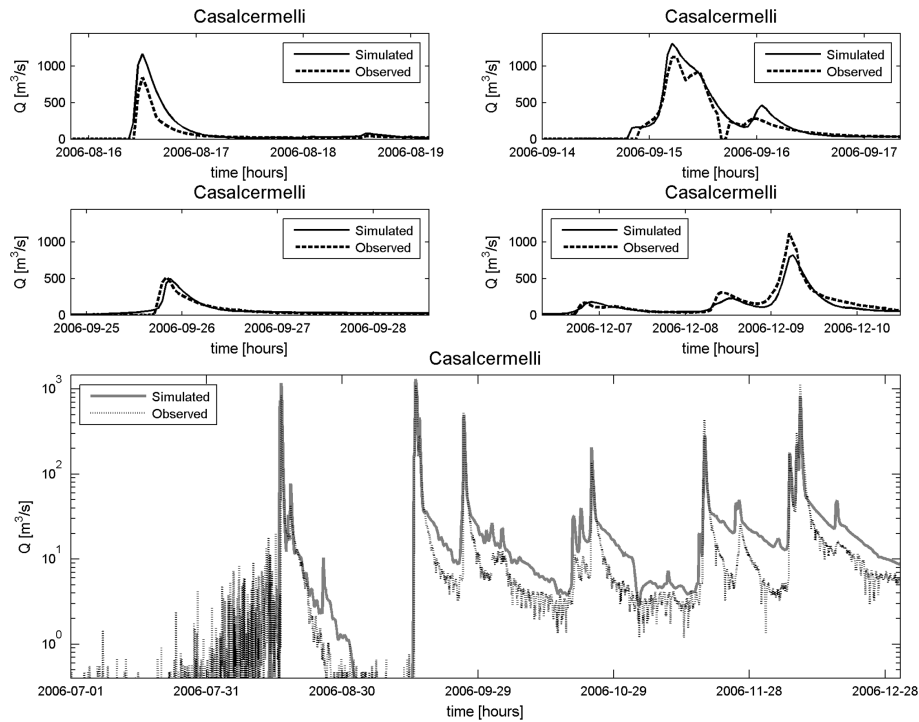 Casalcermelli
Q [m³/s]
1000
500
0
Simulated
Observed
2006-08-16 2006-08-17 2006-08-18 2006-08-19
time [hours]
Casalcermelli
Q [m³/s]
1000
500
0
Simulated
Observed
2006-09-14 2006-09-15 2006-09-16 2006-09-17
time [hours]
Casalcermelli
Q [m³/s]
1000
500
0
Simulated
Observed
2006-09-25 2006-09-26 2006-09-27 2006-09-28
time [hours]
Casalcermelli
Q [m³/s]
1000
500
0
Simulated
Observed
2006-12-07 2006-12-08 2006-12-09 2006-12-10
time [hours]
Casalcermelli
Q [m³/s]
10³
10²
10¹
10⁰
Simulated
Observed
2006-07-01 2006-07-31 2006-08-30 2006-09-29 2006-10-29 2006-11-28 2006-12-28
time [hours]